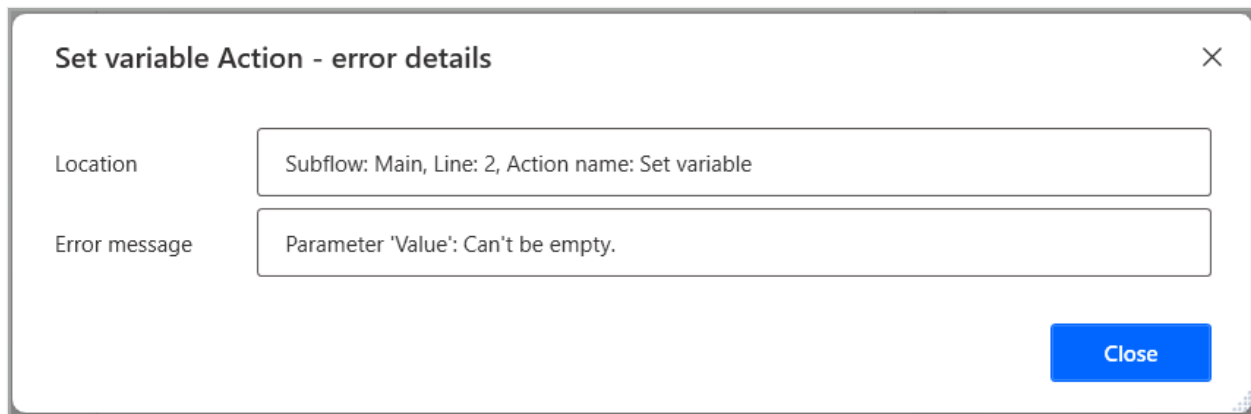 Set variable Action - error details
Location
Subflow: Main, Line: 2, Action name: Set variable
Error message
Parameter 'Value': Can't be empty.
Close